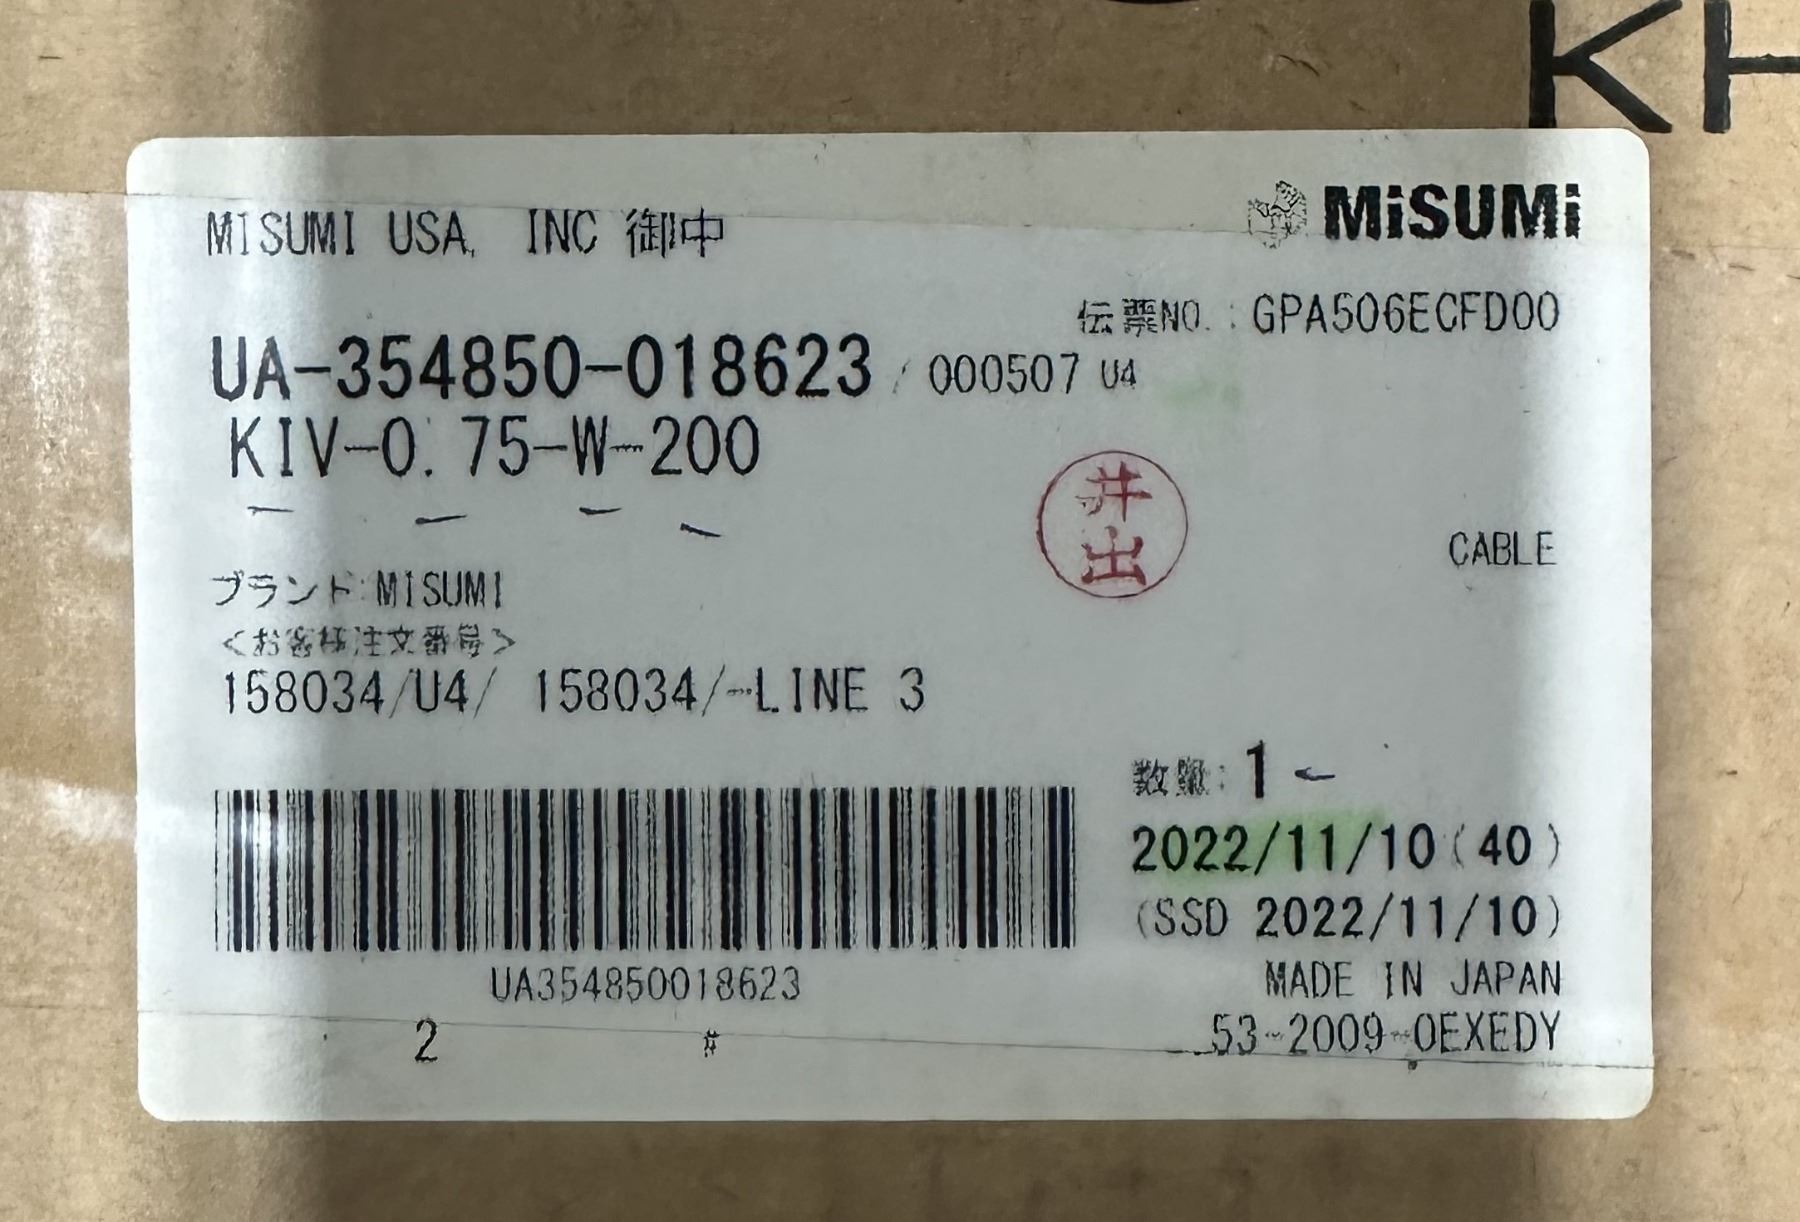 KH
MISUMI USA, INC 御中
MiSUMi
伝票NO. : GPA506ECFD00
UA-354850-018623 / 000507 U4
KIV-0.75-W-200
井出
CABLE
ブランド:MISUMI
<お客様注文番号>
158034/U4/ 158034/-LINE 3
数量: 1
2022/11/10(40)
(SSD 2022/11/10)
UA354850018623
MADE IN JAPAN
2 #
53-2009-0EXEDY